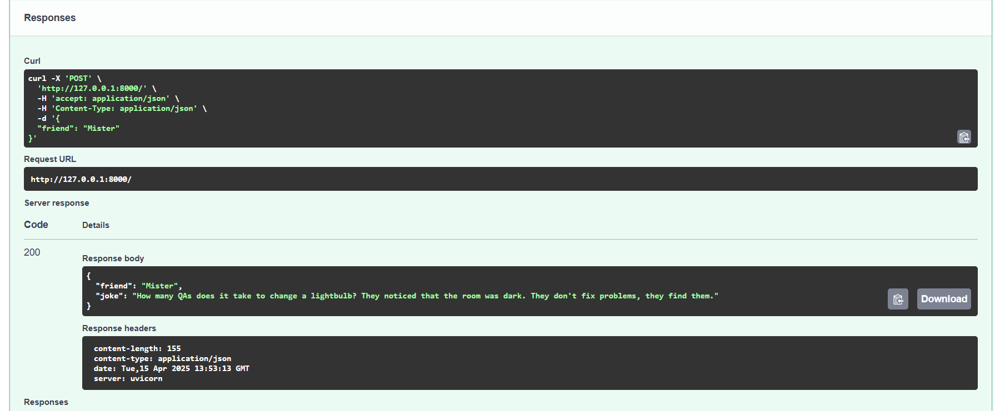 Responses
Curl
curl -X 'POST' \
  'http://127.0.0.1:8000/' \
  -H 'accept: application/json' \
  -H 'Content-Type: application/json' \
  -d '{
  "friend": "Mister"
}'
Request URL
http://127.0.0.1:8000/
Server response
Code Details
200
Response body
{
  "friend": "Mister",
  "joke": "How many QAs does it take to change a lightbulb? They noticed that the room was dark. They don't fix problems, they find them."
}
Download
Response headers
content-length: 155
content-type: application/json
date: Tue,15 Apr 2025 13:53:13 GMT
server: uvicorn
Responses